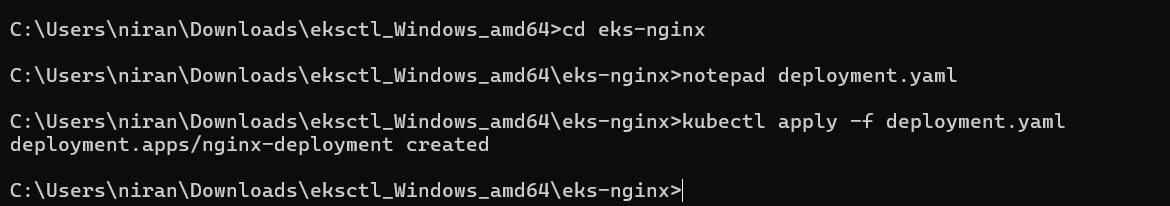 C:\Users\niran\Downloads\eksctl_Windows_amd64>cd eks-nginx
C:\Users\niran\Downloads\eksctl_Windows_amd64\eks-nginx>notepad deployment.yaml
C:\Users\niran\Downloads\eksctl_Windows_amd64\eks-nginx>kubectl apply -f deployment.yaml
deployment.apps/nginx-deployment created
C:\Users\niran\Downloads\eksctl_Windows_amd64\eks-nginx>